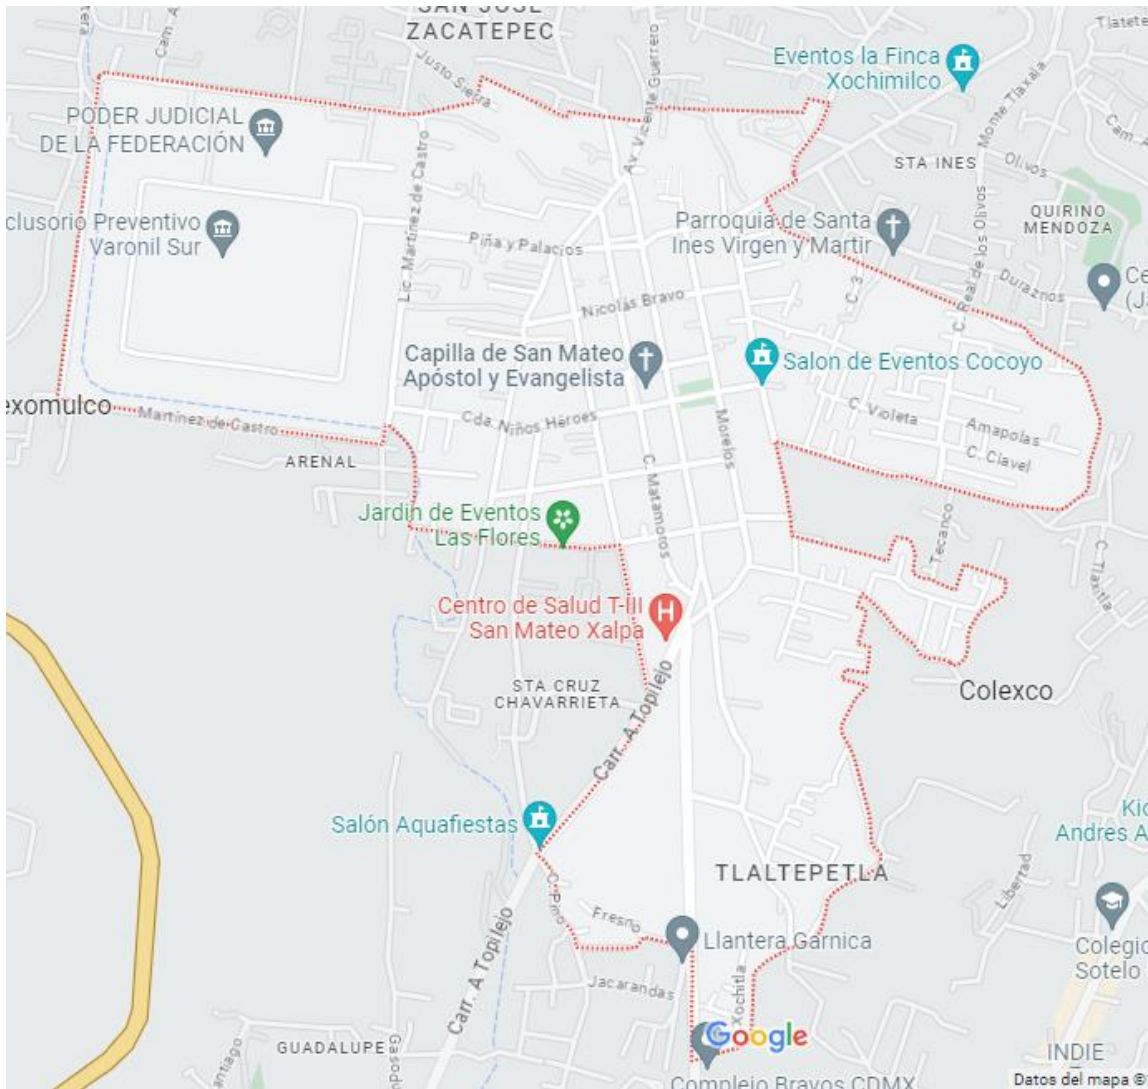 SAN JOSE
ZACATEPEC
Justo Sierra
Av. Vicente Guerrero
Eventos la Finca
Xochimilco
PODER JUDICIAL
DE LA FEDERACIÓN
Monte Tlaxala
STA INES
Olivos
QUIRINO
MENDOZA
clusorio Preventivo
Varonil Sur
Lic. Martínez de Castro
Piña y Palacios
Parroquia de Santa
Ines Virgen y Martir
C. Real de los Olivos
Duraznos
C. 3
Nicolás Bravo
Capilla de San Mateo
Apóstol y Evangelista
Salon de Eventos Cocoyo
exomulco
Martínez de Castro
Cda. Niños Héroes
Morelos
C. Violeta
Amapolas
C. Clavel
ARENAL
C. Matamoros
Jardín de Eventos
Las Flores
Tecanco
C. Tlaxitla
Centro de Salud T-III
San Mateo Xalpa
STA CRUZ
CHAVARRIETA
Carr. A Topilejo
Colexco
Salón Aquafiestas
Andrés A
TLALTEPETLA
Libertad
C. Pino
Fresno
Llantera Garnica
Colegio
Sotelo
Carr. A Topilejo
Jacarandas
Xochitla
Google
GUADALUPE
Santiago
INDIE
Complejo Bravos CDMX
Datos del mapa ©